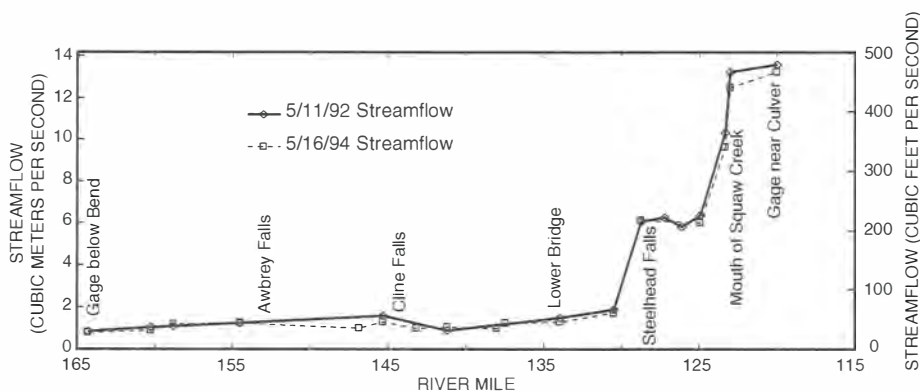 STREAMFLOW
(CUBIC METERS PER SECOND)
14
12
10
8
6
4
2
0
5/11/92 Streamflow
5/16/94 Streamflow
Gage below Bend
Awbrey Falls
Cline Falls
Lower Bridge
Steelhead Falls
Mouth of Squaw Creek
Gage near Culver
500
400
300
200
100
0
STREAMFLOW (CUBIC FEET PER SECOND)
165
155
145
135
125
115
RIVER MILE